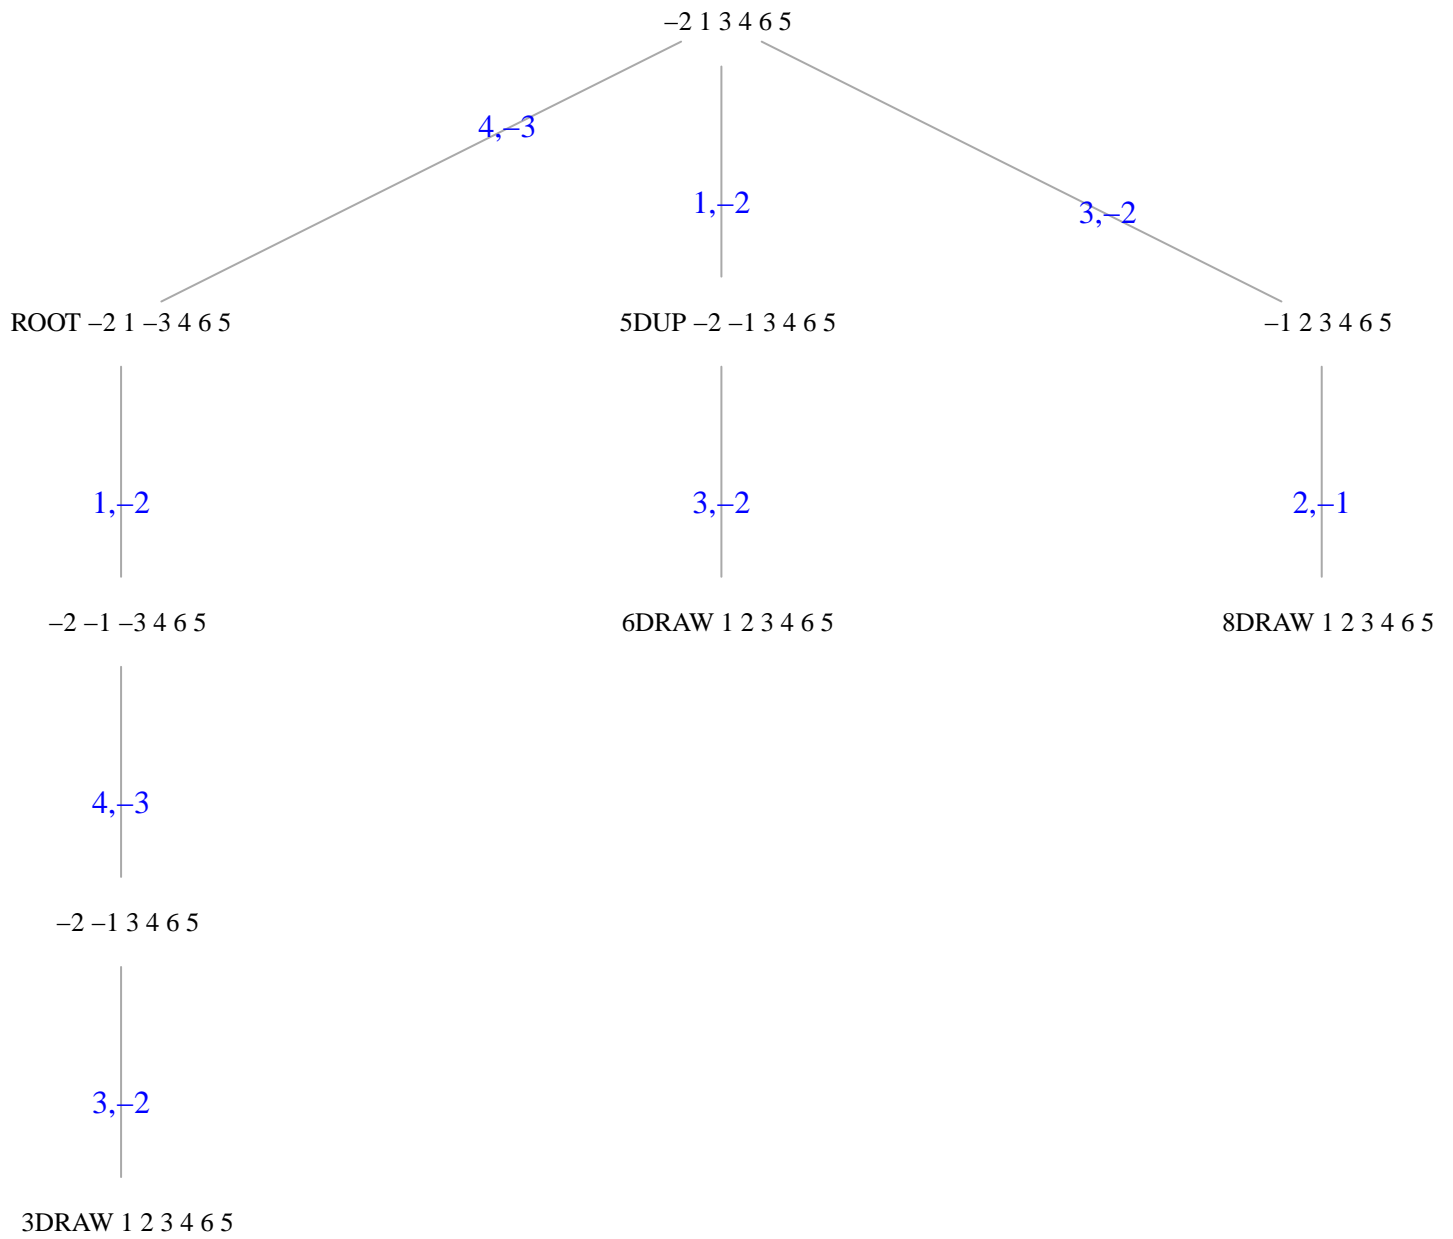 –2 1 3 4 6 5
4,–3
1,–2
3,–2
ROOT –2 1 –3 4 6 5
5DUP –2 –1 3 4 6 5
–1 2 3 4 6 5
1,–2
3,–2
2,–1
–2 –1 –3 4 6 5
6DRAW 1 2 3 4 6 5
8DRAW 1 2 3 4 6 5
4,–3
–2 –1 3 4 6 5
3,–2
3DRAW 1 2 3 4 6 5